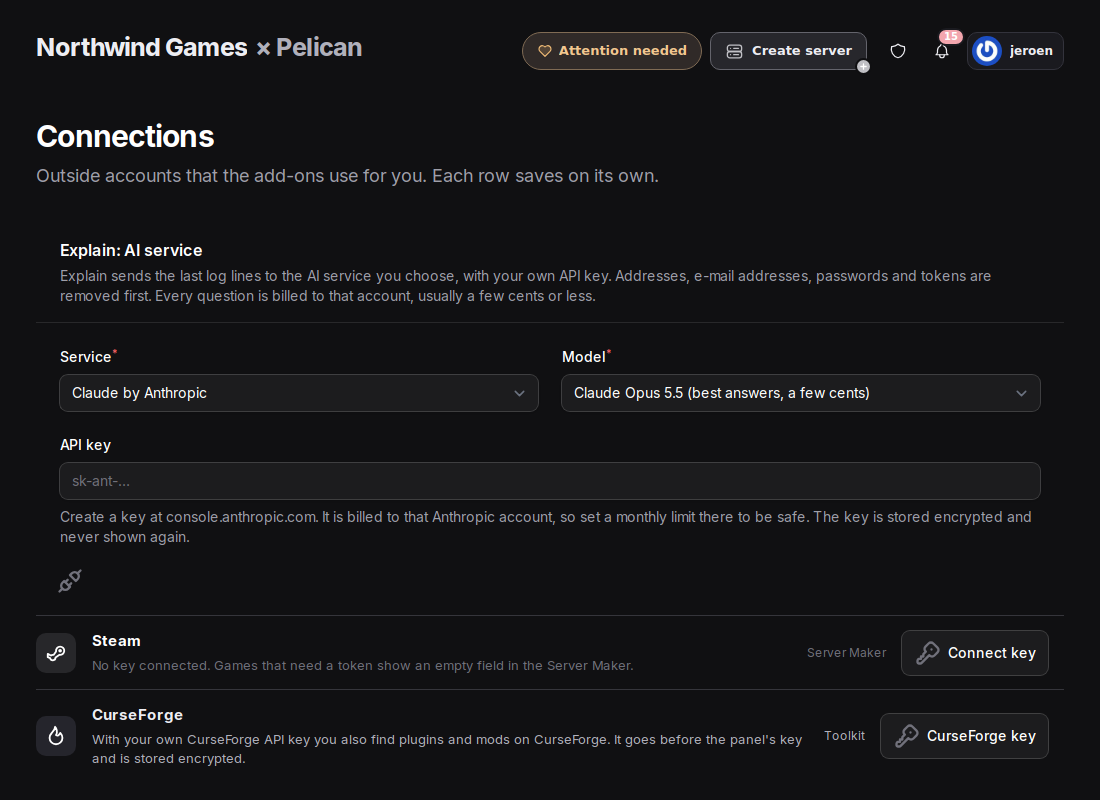 Northwind Games × Pelican
Attention needed
Create server
15
jeroen
Connections
Outside accounts that the add-ons use for you. Each row saves on its own.
Explain: AI service
Explain sends the last log lines to the AI service you choose, with your own API key. Addresses, e-mail addresses, passwords and tokens are
removed first. Every question is billed to that account, usually a few cents or less.
Service*
Model*
Claude by Anthropic
Claude Opus 5.5 (best answers, a few cents)
API key
sk-ant-...
Create a key at console.anthropic.com. It is billed to that Anthropic account, so set a monthly limit there to be safe. The key is stored encrypted and
never shown again.
Steam
No key connected. Games that need a token show an empty field in the Server Maker.
Server Maker
Connect key
CurseForge
With your own CurseForge API key you also find plugins and mods on CurseForge. It goes before the panel's key
and is stored encrypted.
Toolkit
CurseForge key